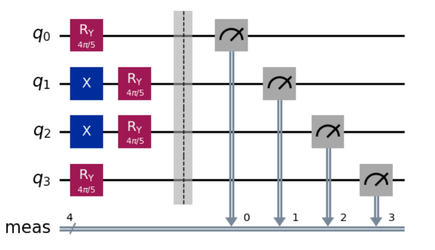 q0 RY 4π/5 0
q1 X RY 4π/5 1
q2 X RY 4π/5 2
q3 RY 4π/5 3
meas 4